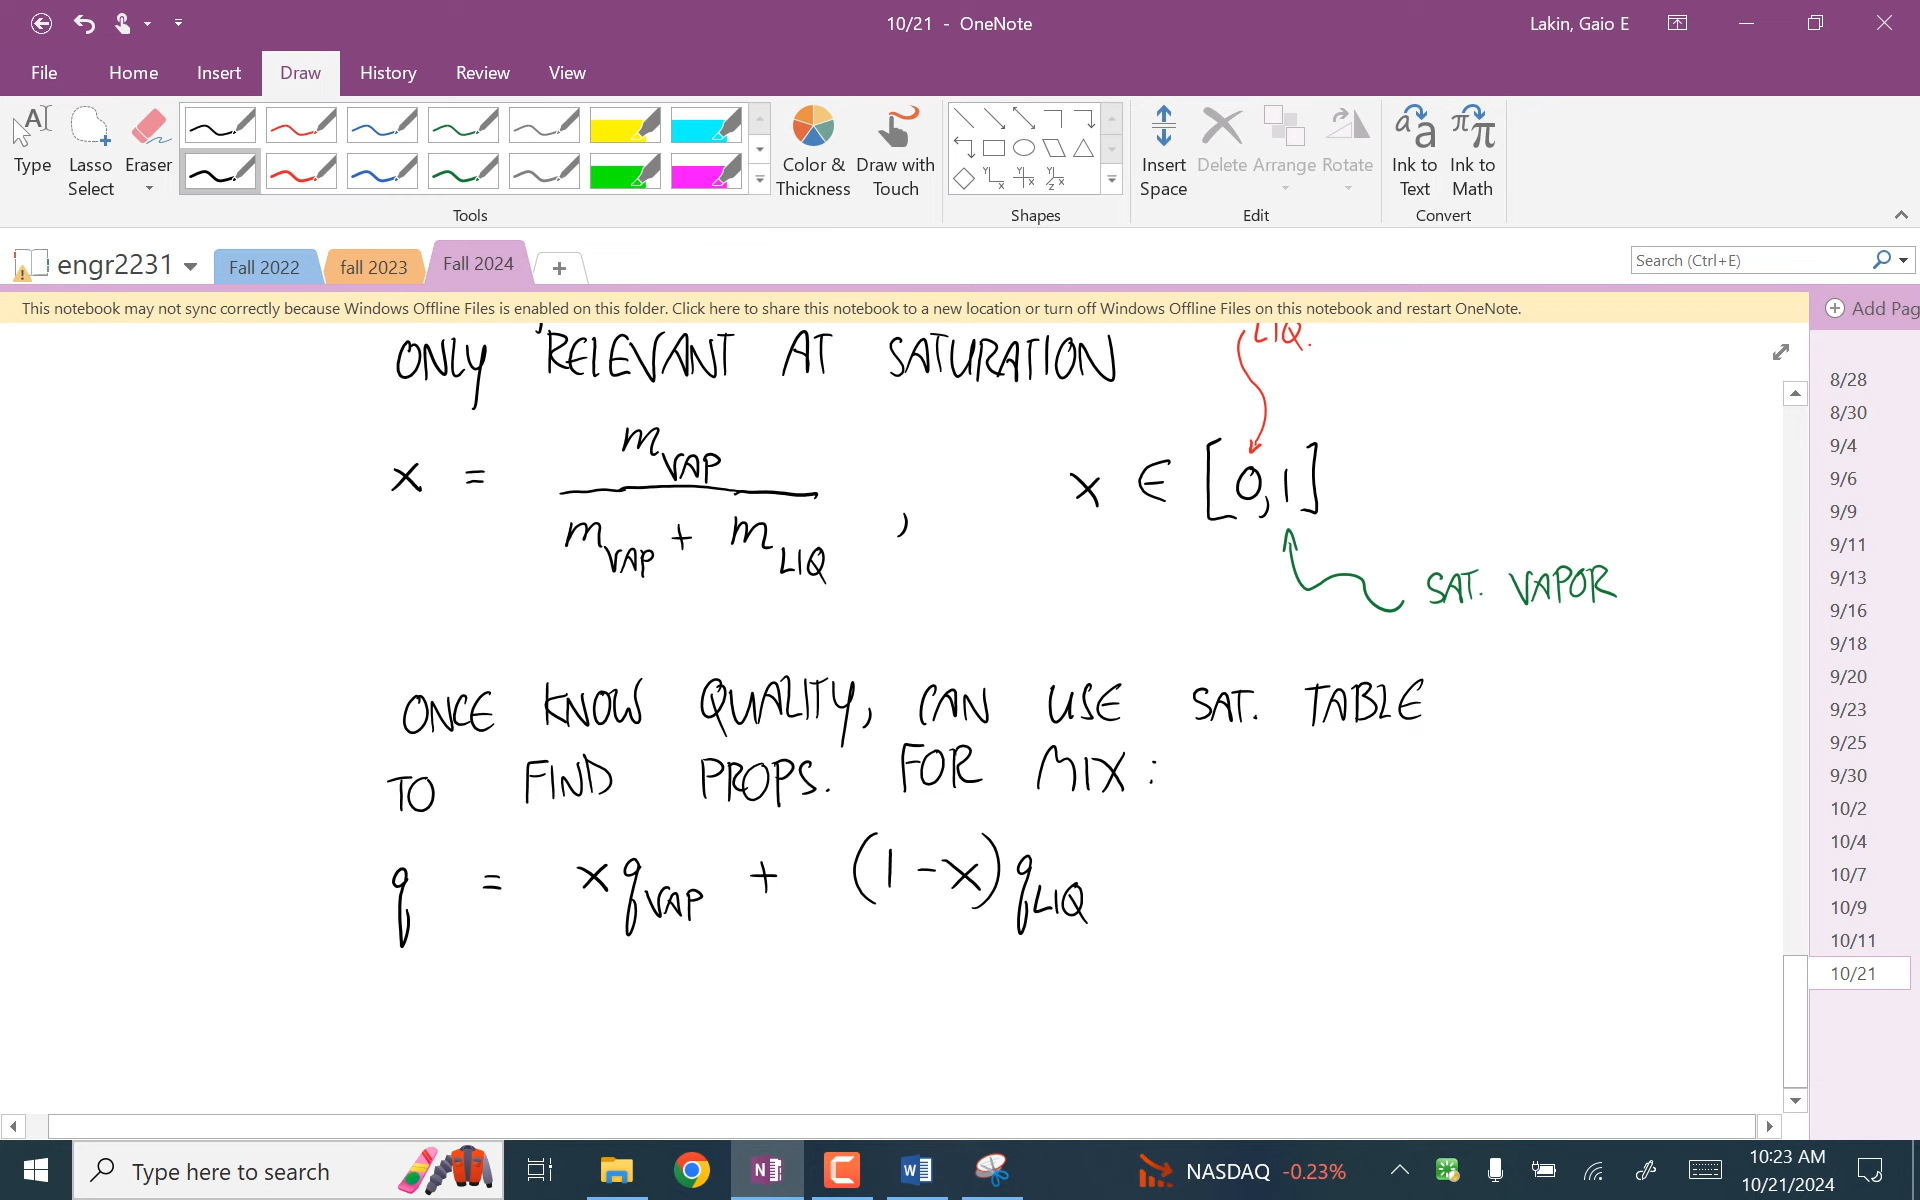 10/21 - OneNote
Lakin, Gaio E
File Home Insert Draw History Review View
Type
Lasso Select
Eraser
Color & Thickness
Draw with Touch
Insert Space
Delete
Arrange
Rotate
Ink to Text
Ink to Math
Tools
Shapes
Edit
Convert
engr2231
Fall 2022
fall 2023
Fall 2024
Search (Ctrl+E)
This notebook may not sync correctly because Windows Offline Files is enabled on this folder. Click here to share this notebook to a new location or turn off Windows Offline Files on this notebook and restart OneNote.
Add Pag
LIQ.
ONLY RELEVANT AT SATURATION
x = m_VAP / (m_VAP + m_LIQ) , x ∈ [0,1]
SAT. VAPOR
ONCE KNOW QUALITY, CAN USE SAT. TABLE
TO FIND PROPS. FOR MIX:
q = x q_VAP + (1-x) q_LIQ
8/28
8/30
9/4
9/6
9/9
9/11
9/13
9/16
9/18
9/20
9/23
9/25
9/30
10/2
10/4
10/7
10/9
10/11
10/21
Type here to search
NASDAQ -0.23%
10:23 AM
10/21/2024